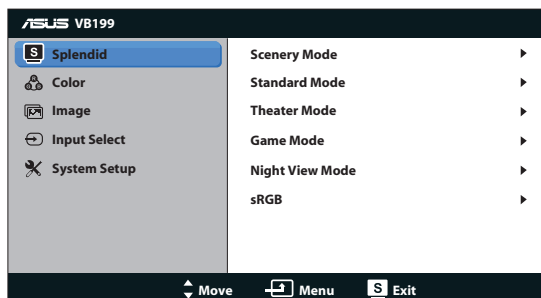 ASUS VB199
S Splendid
Color
Image
Input Select
System Setup
Scenery Mode
Standard Mode
Theater Mode
Game Mode
Night View Mode
sRGB
Move Menu S Exit